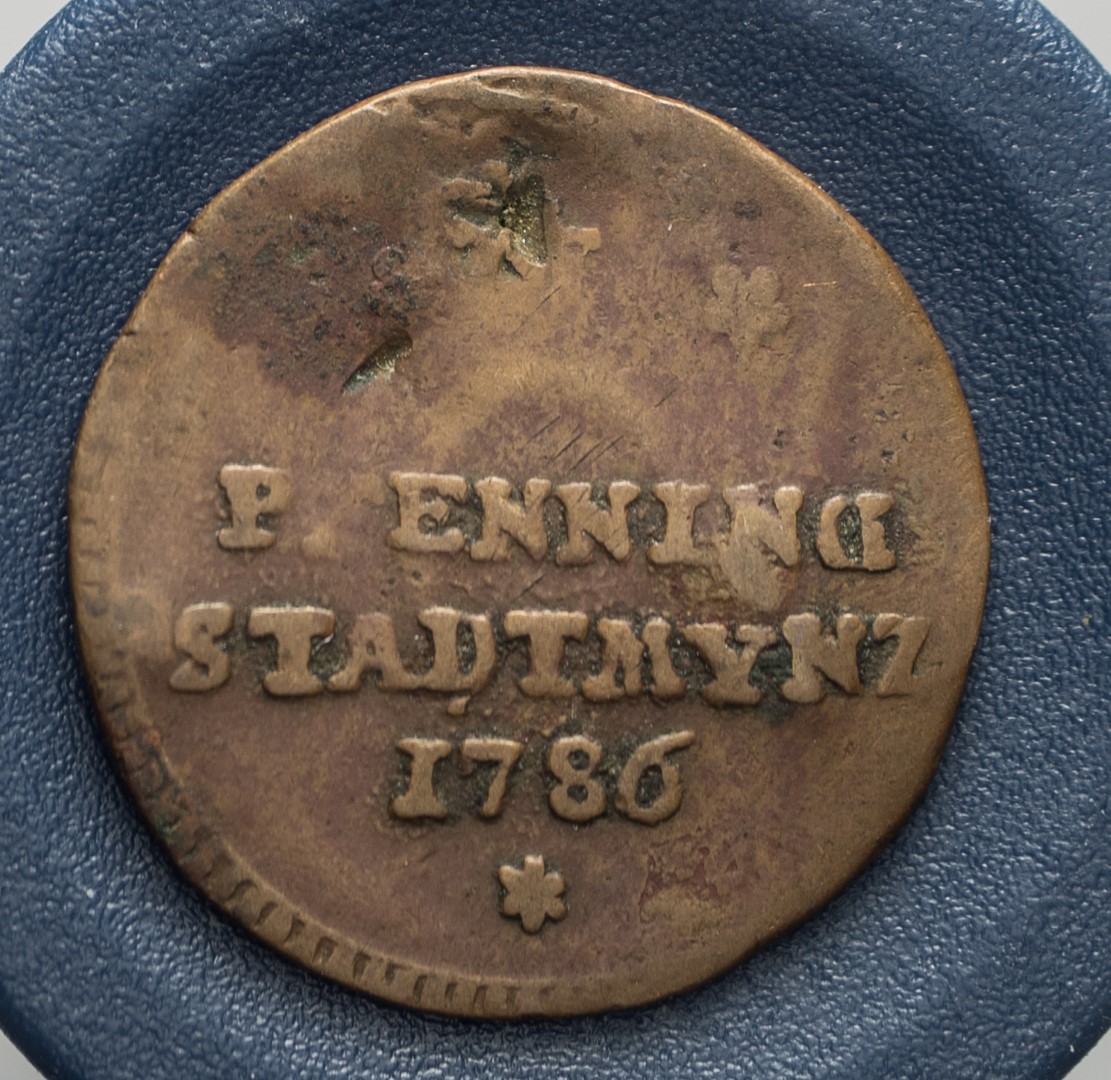 P. ENNING
STADTMYNZ
1786